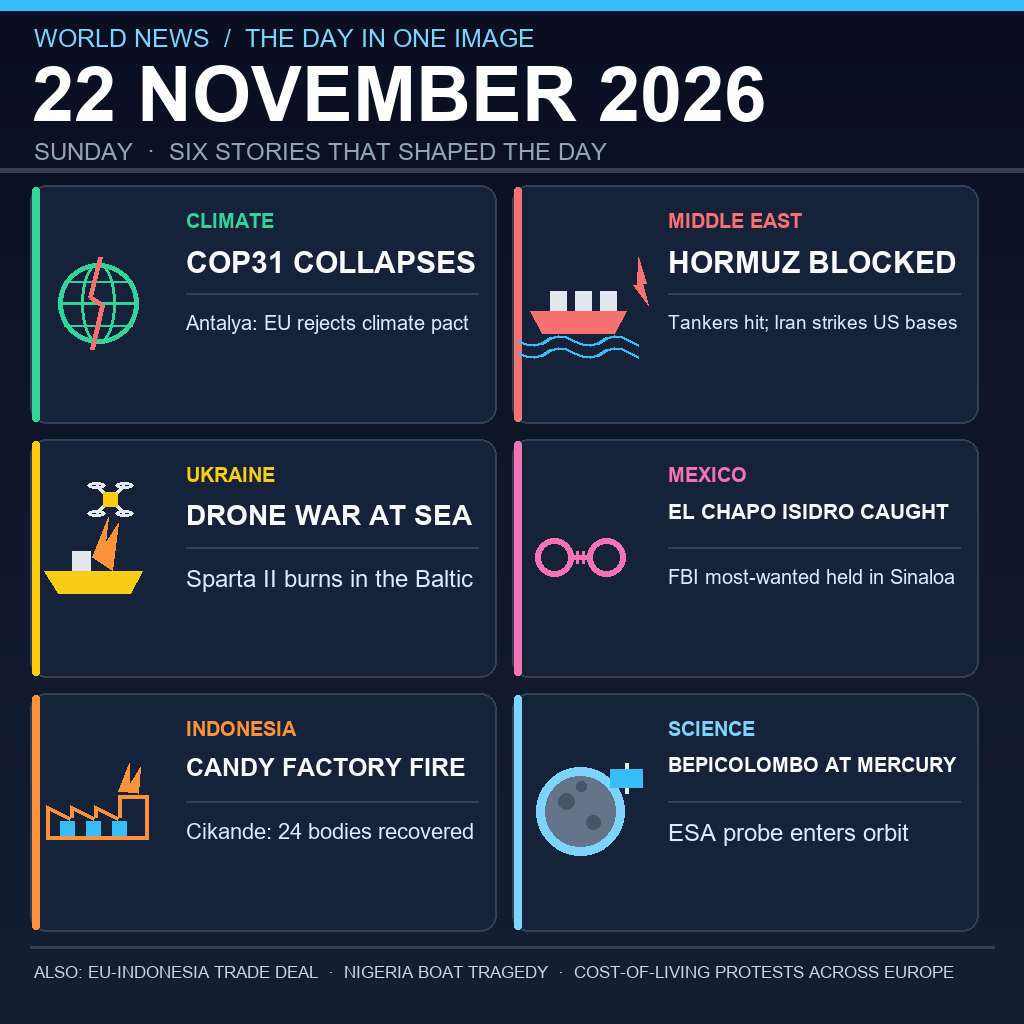 WORLD NEWS / THE DAY IN ONE IMAGE
22 NOVEMBER 2026
SUNDAY · SIX STORIES THAT SHAPED THE DAY
CLIMATE
COP31 COLLAPSES
Antalya: EU rejects climate pact
MIDDLE EAST
HORMUZ BLOCKED
Tankers hit; Iran strikes US bases
UKRAINE
DRONE WAR AT SEA
Sparta II burns in the Baltic
MEXICO
EL CHAPO ISIDRO CAUGHT
FBI most-wanted held in Sinaloa
INDONESIA
CANDY FACTORY FIRE
Cikande: 24 bodies recovered
SCIENCE
BEPICOLOMBO AT MERCURY
ESA probe enters orbit
ALSO: EU-INDONESIA TRADE DEAL · NIGERIA BOAT TRAGEDY · COST-OF-LIVING PROTESTS ACROSS EUROPE